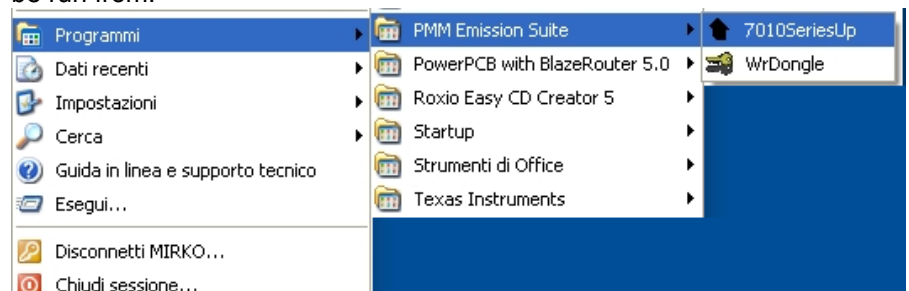 be run from:
Programmi
Dati recenti
Impostazioni
Cerca
Guida in linea e supporto tecnico
Esegui...
Disconnetti MIRKO...
Chiudi sessione...
PMM Emission Suite
PowerPCB with BlazeRouter 5.0
Roxio Easy CD Creator 5
Startup
Strumenti di Office
Texas Instruments
7010SeriesUp
WrDongle